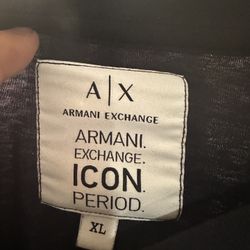 A|X
ARMANI EXCHANGE
ARMANI.
EXCHANGE.
ICON.
PERIOD.
XL